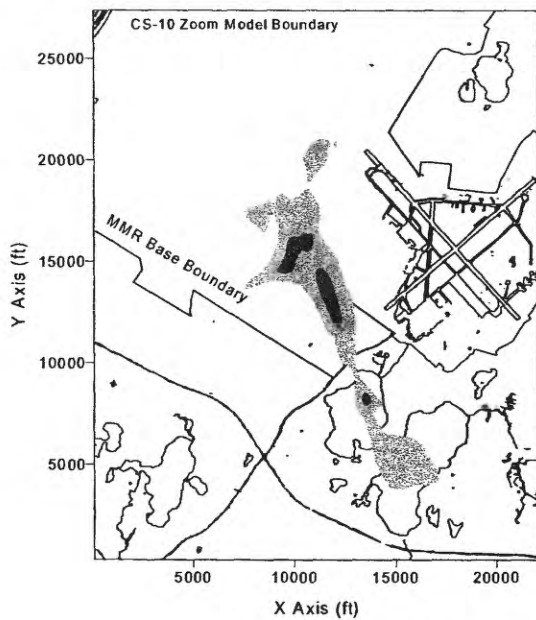 CS-10 Zoom Model Boundary
25000
20000
15000
10000
5000
Y Axis (ft)
MMR Base Boundary
5000
10000
15000
20000
X Axis (ft)